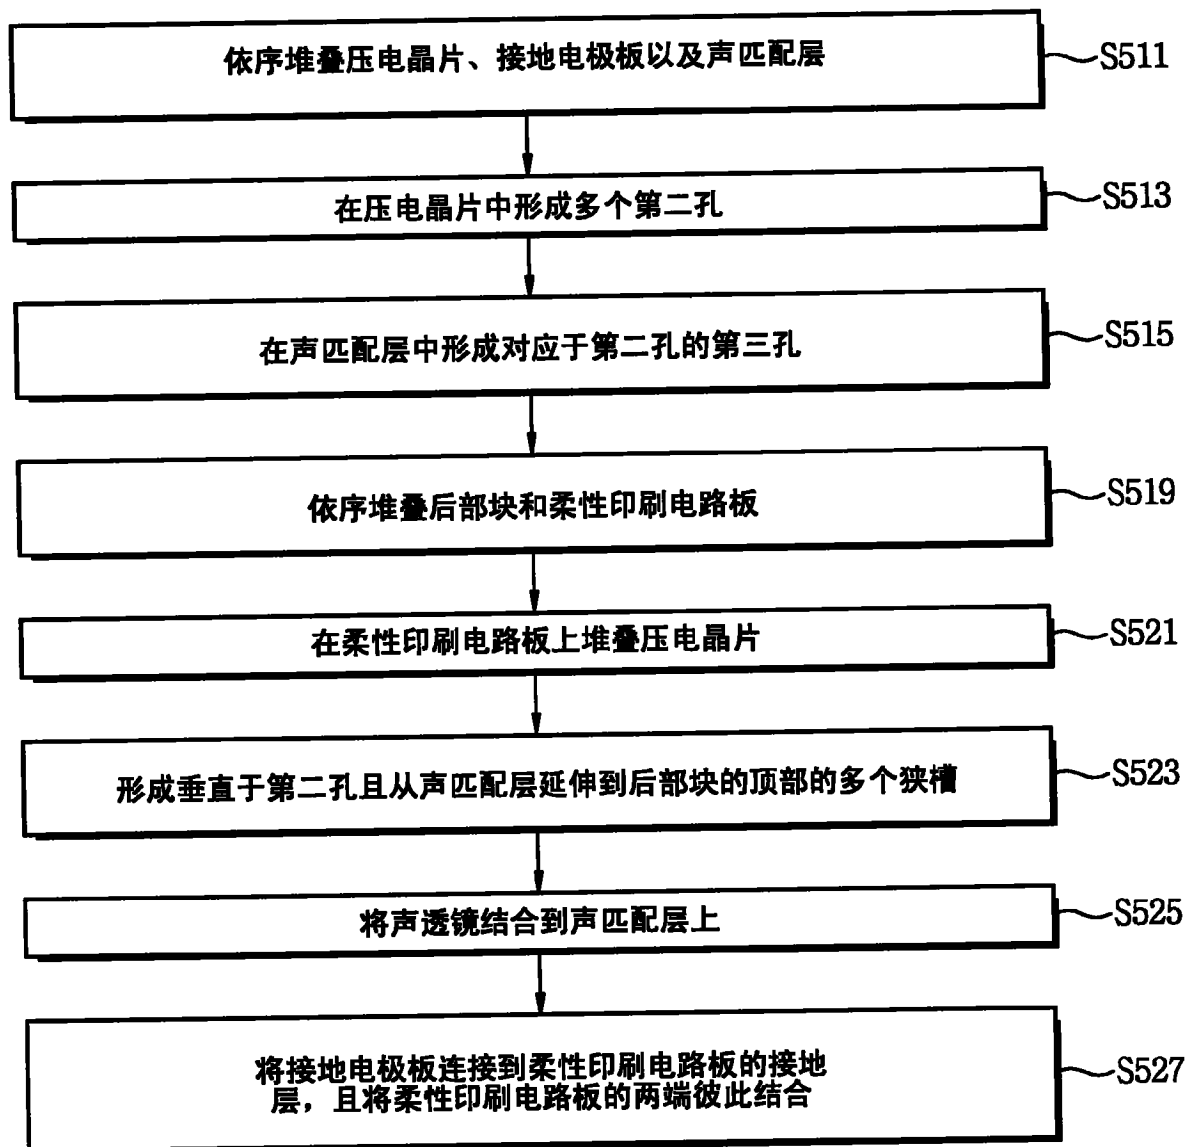 依序堆叠压电晶片、接地电极板以及声匹配层
S511
在压电晶片中形成多个第二孔
S513
在声匹配层中形成对应于第二孔的第三孔
S515
依序堆叠后部块和柔性印刷电路板
S519
在柔性印刷电路板上堆叠压电晶片
S521
形成垂直于第二孔且从声匹配层延伸到后部块的顶部的多个狭槽
S523
将声透镜结合到声匹配层上
S525
将接地电极板连接到柔性印刷电路板的接地
层，且将柔性印刷电路板的两端彼此结合
S527